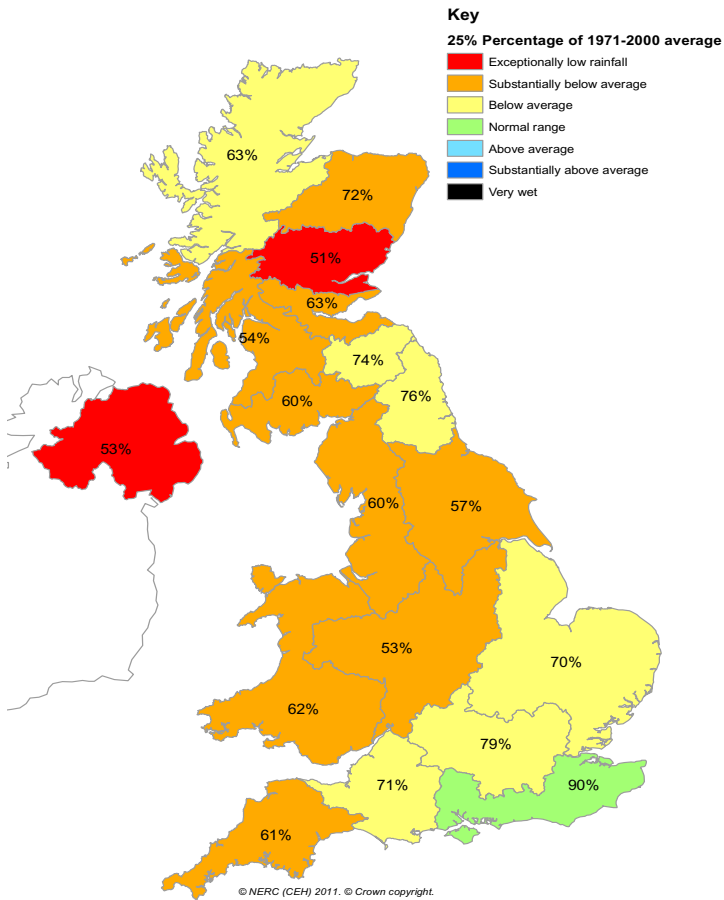 Key
25% Percentage of 1971-2000 average
Exceptionally low rainfall
Substantially below average
Below average
Normal range
Above average
Substantially above average
Very wet
63%
72%
51%
63%
54%
74%
60%
76%
53%
60%
57%
53%
70%
62%
79%
71%
90%
61%
© NERC (CEH) 2011. © Crown copyright.